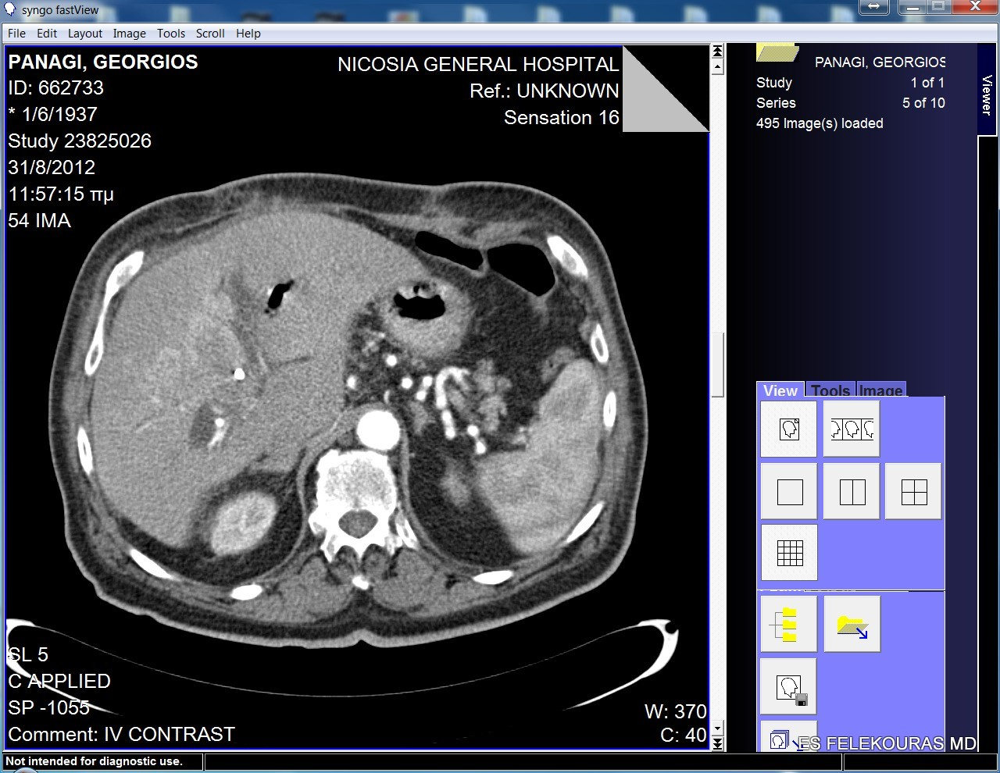 syngo fastView
File Edit Layout Image Tools Scroll Help
PANAGI, GEORGIOS
ID: 662733
* 1/6/1937
Study 23825026
31/8/2012
11:57:15 πμ
54 IMA
NICOSIA GENERAL HOSPITAL
Ref.: UNKNOWN
Sensation 16
SL 5
C APPLIED
SP -1055
Comment: IV CONTRAST
W: 370
C: 40
PANAGI, GEORGIOS
Study 1 of 1
Series 5 of 10
495 Image(s) loaded
Viewer
View Tools Image
ES FELEKOURAS MD
Not intended for diagnostic use.